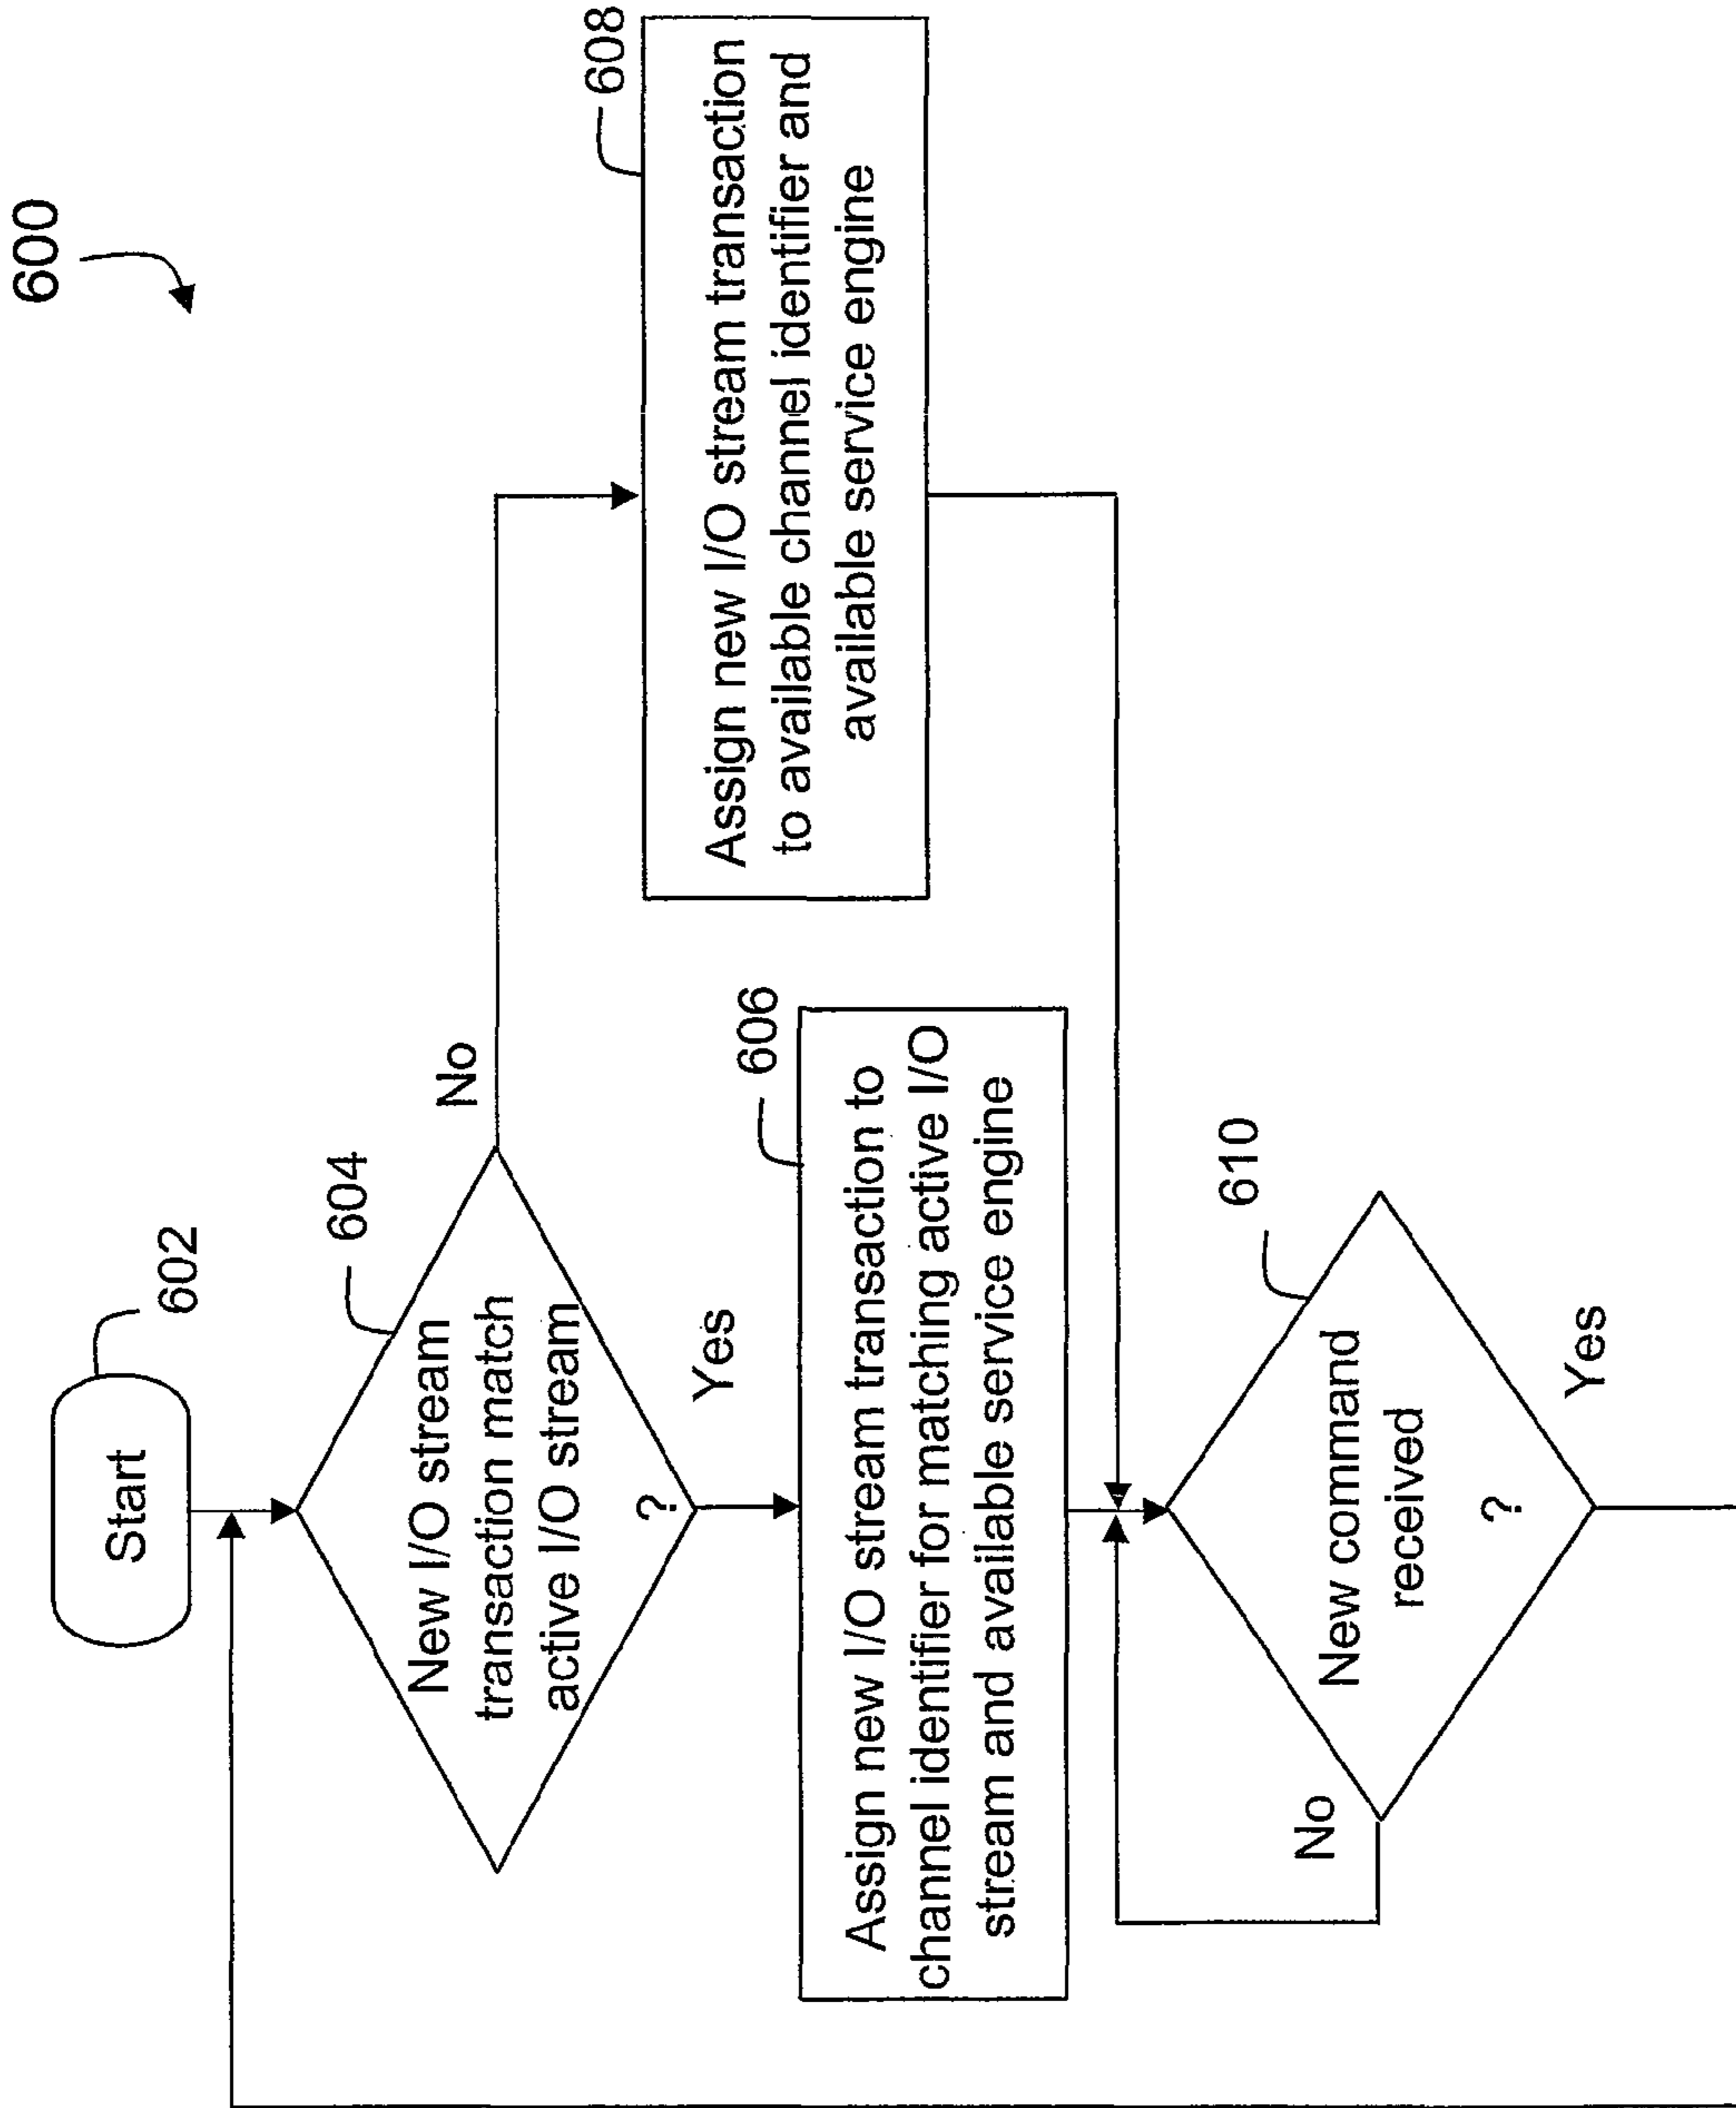 600
Start
602
New I/O stream
transaction match
active I/O stream
?
604
No
Yes
Assign new I/O stream transaction
to available channel identifier and
available service engine
608
Assign new I/O stream transaction to
channel identifier for matching active I/O
stream and available service engine
606
New command
received
?
610
No
Yes